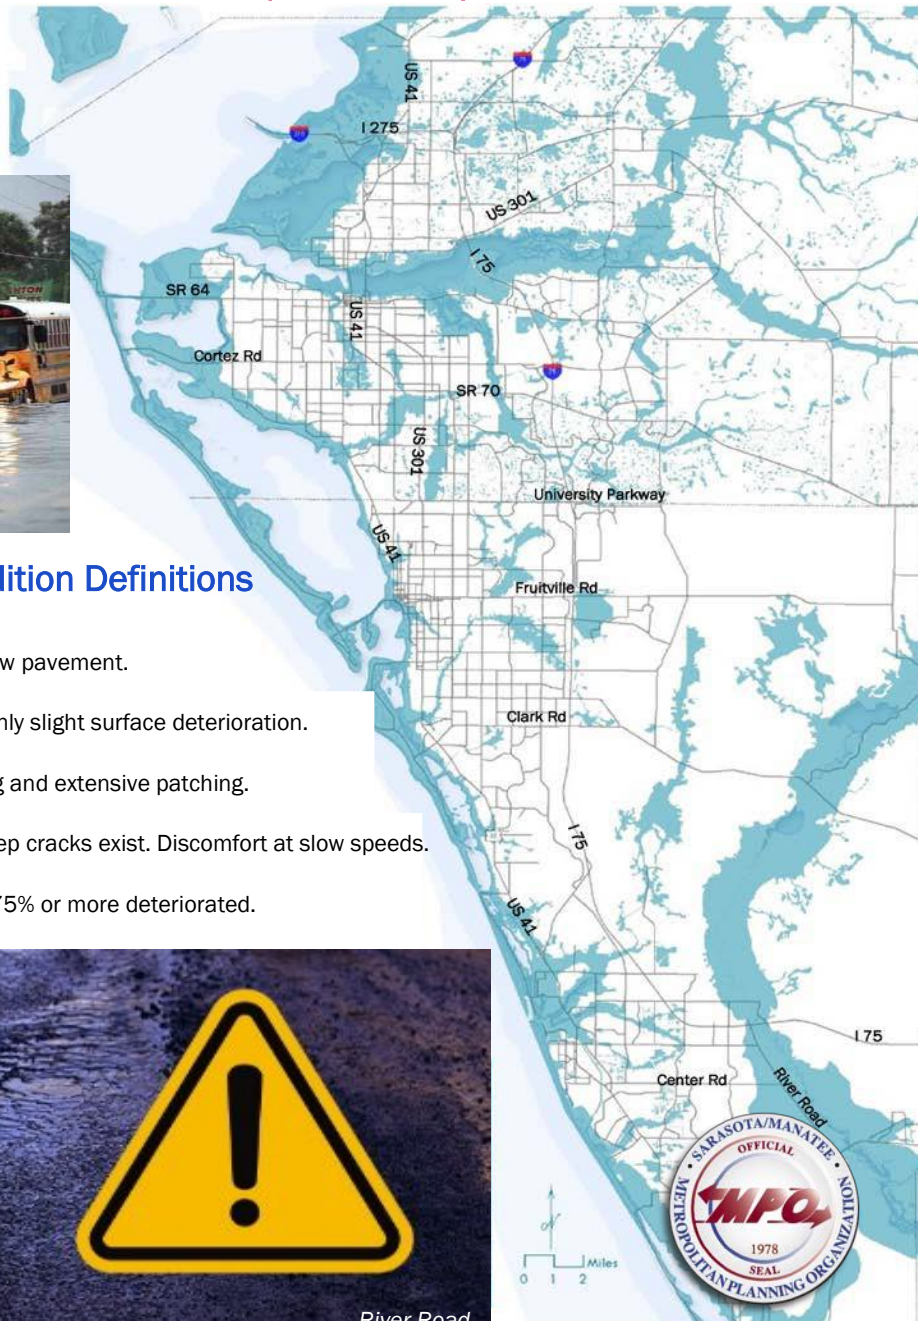 US 41
75
I 275
275
US 301
I 75
SR 64
US 41
Cortez Rd
SR 70
75
US 301
University Parkway
US 41
dition Definitions
Fruitville Rd
w pavement.
nly slight surface deterioration.
Clark Rd
g and extensive patching.
ep cracks exist. Discomfort at slow speeds.
I 75
75% or more deteriorated.
US 41
I 75
Center Rd
River Road
SARASOTA/MANATEE
OFFICIAL
MPO
1978
SEAL
METROPOLITAN PLANNING ORGANIZATION
N
Miles
0 1 2
River Road